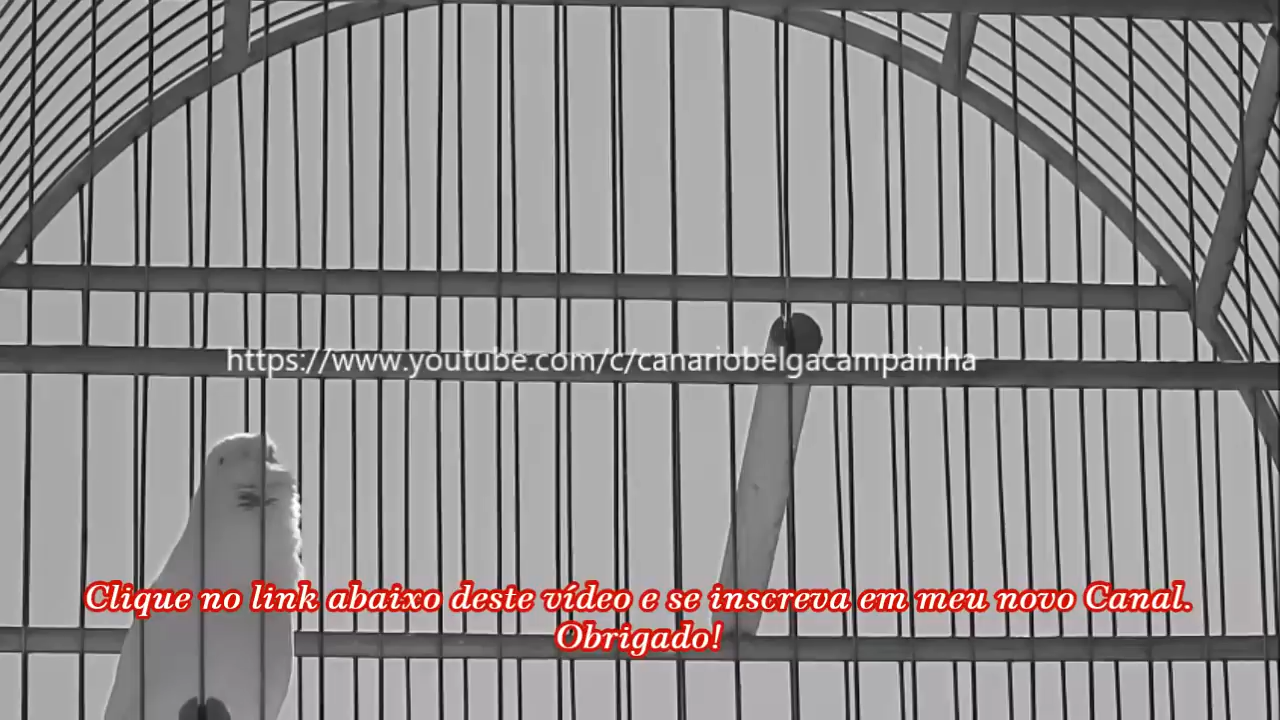 https://www.youtube.com/c/canariobelgacampainha
Clique no link abaixo deste vídeo e se inscreva em meu novo Canal.
Obrigado!